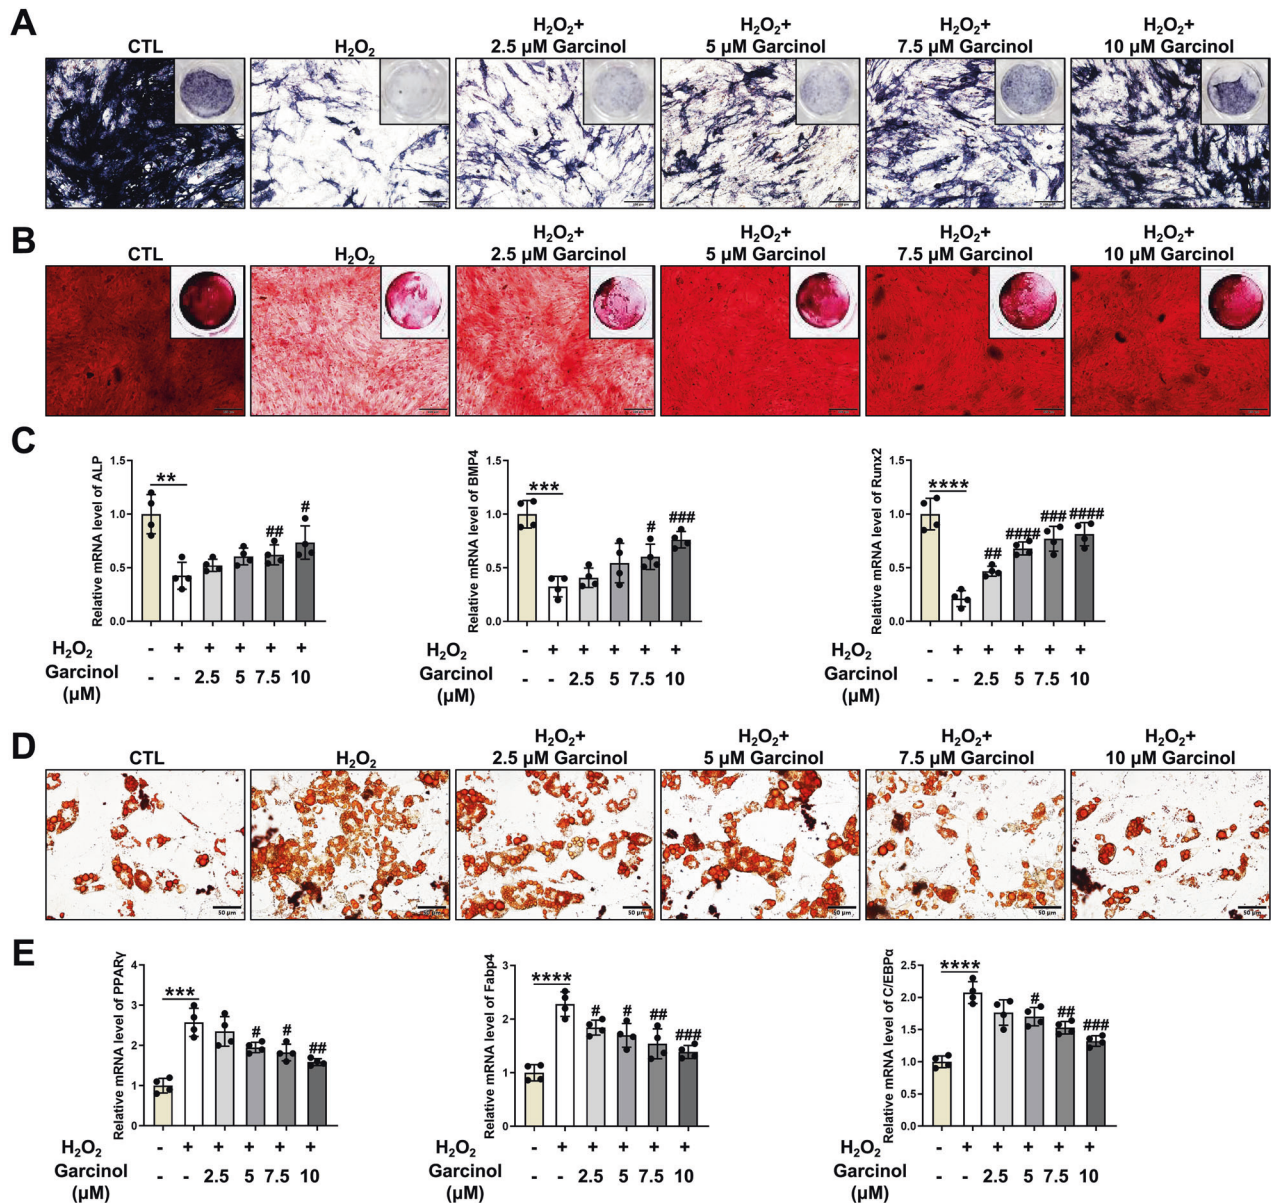 A
CTL
H₂O₂
H₂O₂+
2.5 µM Garcinol
H₂O₂+
5 µM Garcinol
H₂O₂+
7.5 µM Garcinol
H₂O₂+
10 µM Garcinol
B
CTL
H₂O₂
H₂O₂+
2.5 µM Garcinol
H₂O₂+
5 µM Garcinol
H₂O₂+
7.5 µM Garcinol
H₂O₂+
10 µM Garcinol
C
Relative mRNA level of ALP
1.5
1.0
0.5
0.0
**
##
#
H₂O₂ - + + + + +
Garcinol (µM) - - 2.5 5 7.5 10
Relative mRNA level of BMP4
1.5
1.0
0.5
0.0
***
#
###
H₂O₂ - + + + + +
Garcinol (µM) - - 2.5 5 7.5 10
Relative mRNA level of Runx2
1.5
1.0
0.5
0.0
****
##
####
###
####
H₂O₂ - + + + + +
Garcinol (µM) - - 2.5 5 7.5 10
D
CTL
H₂O₂
H₂O₂+
2.5 µM Garcinol
H₂O₂+
5 µM Garcinol
H₂O₂+
7.5 µM Garcinol
H₂O₂+
10 µM Garcinol
50 µm
50 µm
50 µm
50 µm
50 µm
50 µm
E
Relative mRNA level of PPARγ
4
3
2
1
0
***
#
#
##
H₂O₂ - + + + + +
Garcinol (µM) - - 2.5 5 7.5 10
Relative mRNA level of Fabp4
3
2
1
0
****
#
#
##
###
H₂O₂ - + + + + +
Garcinol (µM) - - 2.5 5 7.5 10
Relative mRNA level of C/EBPα
2.5
2.0
1.5
1.0
0.5
0.0
****
#
##
###
H₂O₂ - + + + + +
Garcinol (µM) - - 2.5 5 7.5 10